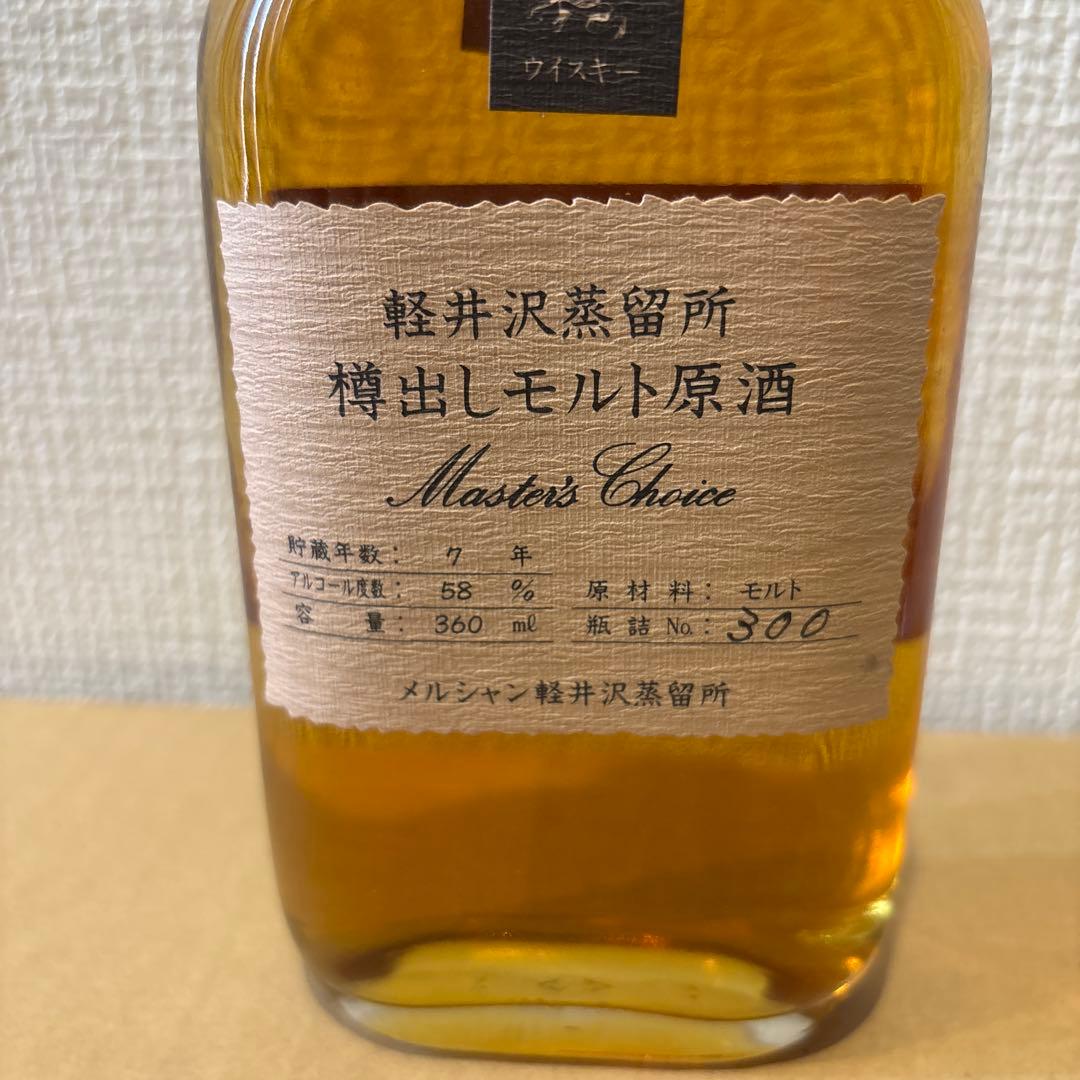 ウイスキー
軽井沢蒸留所
樽出しモルト原酒
Master's Choice
貯蔵年数： 7 年
アルコール度数： 58 %
原材料： モルト
容量： 360 ml
瓶詰No.： 300
メルシャン軽井沢蒸留所